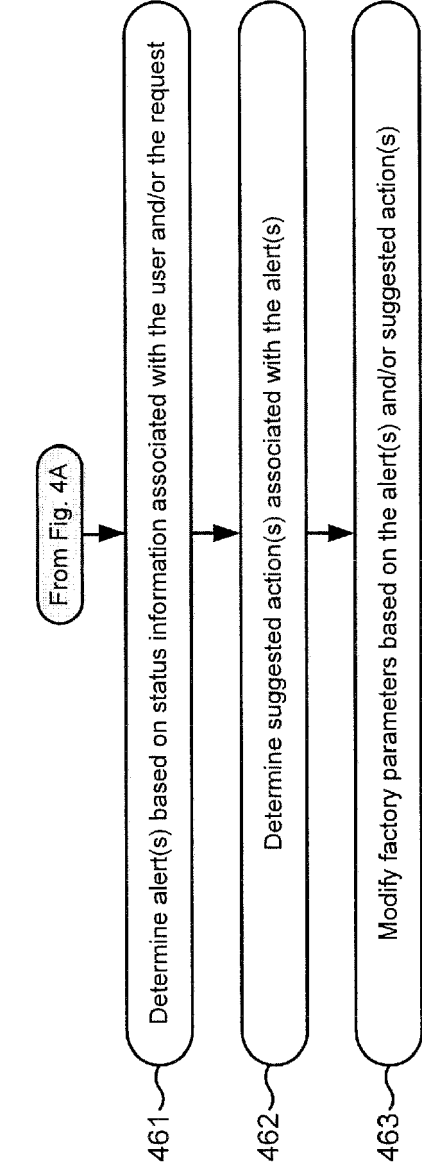 From Fig. 4A
461 Determine alert(s) based on status information associated with the user and/or the request
462 Determine suggested action(s) associated with the alert(s)
463 Modify factory parameters based on the alert(s) and/or suggested action(s)